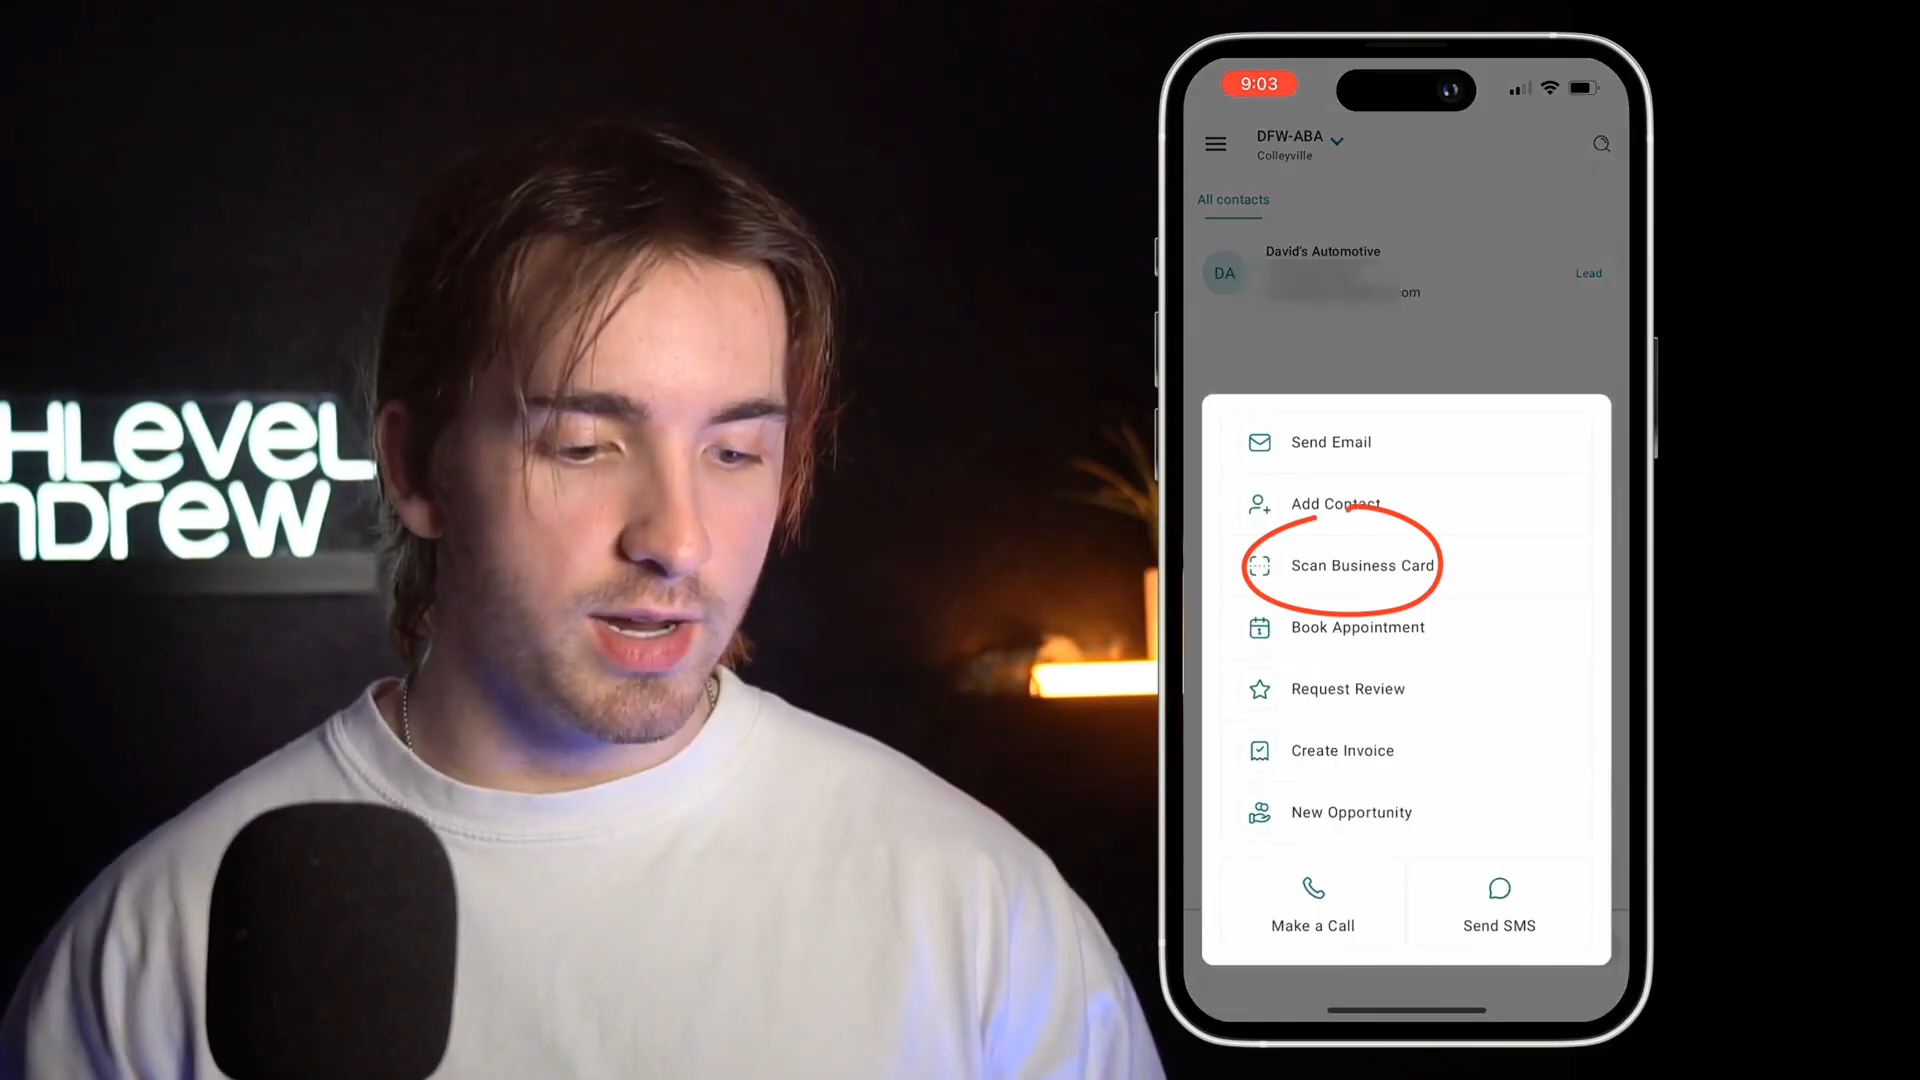 HLevel
ndrew
9:03
DFW-ABA
Colleyville
All contacts
DA
David's Automotive
om
Lead
Send Email
Add Contact
Scan Business Card
Book Appointment
Request Review
Create Invoice
New Opportunity
Make a Call
Send SMS